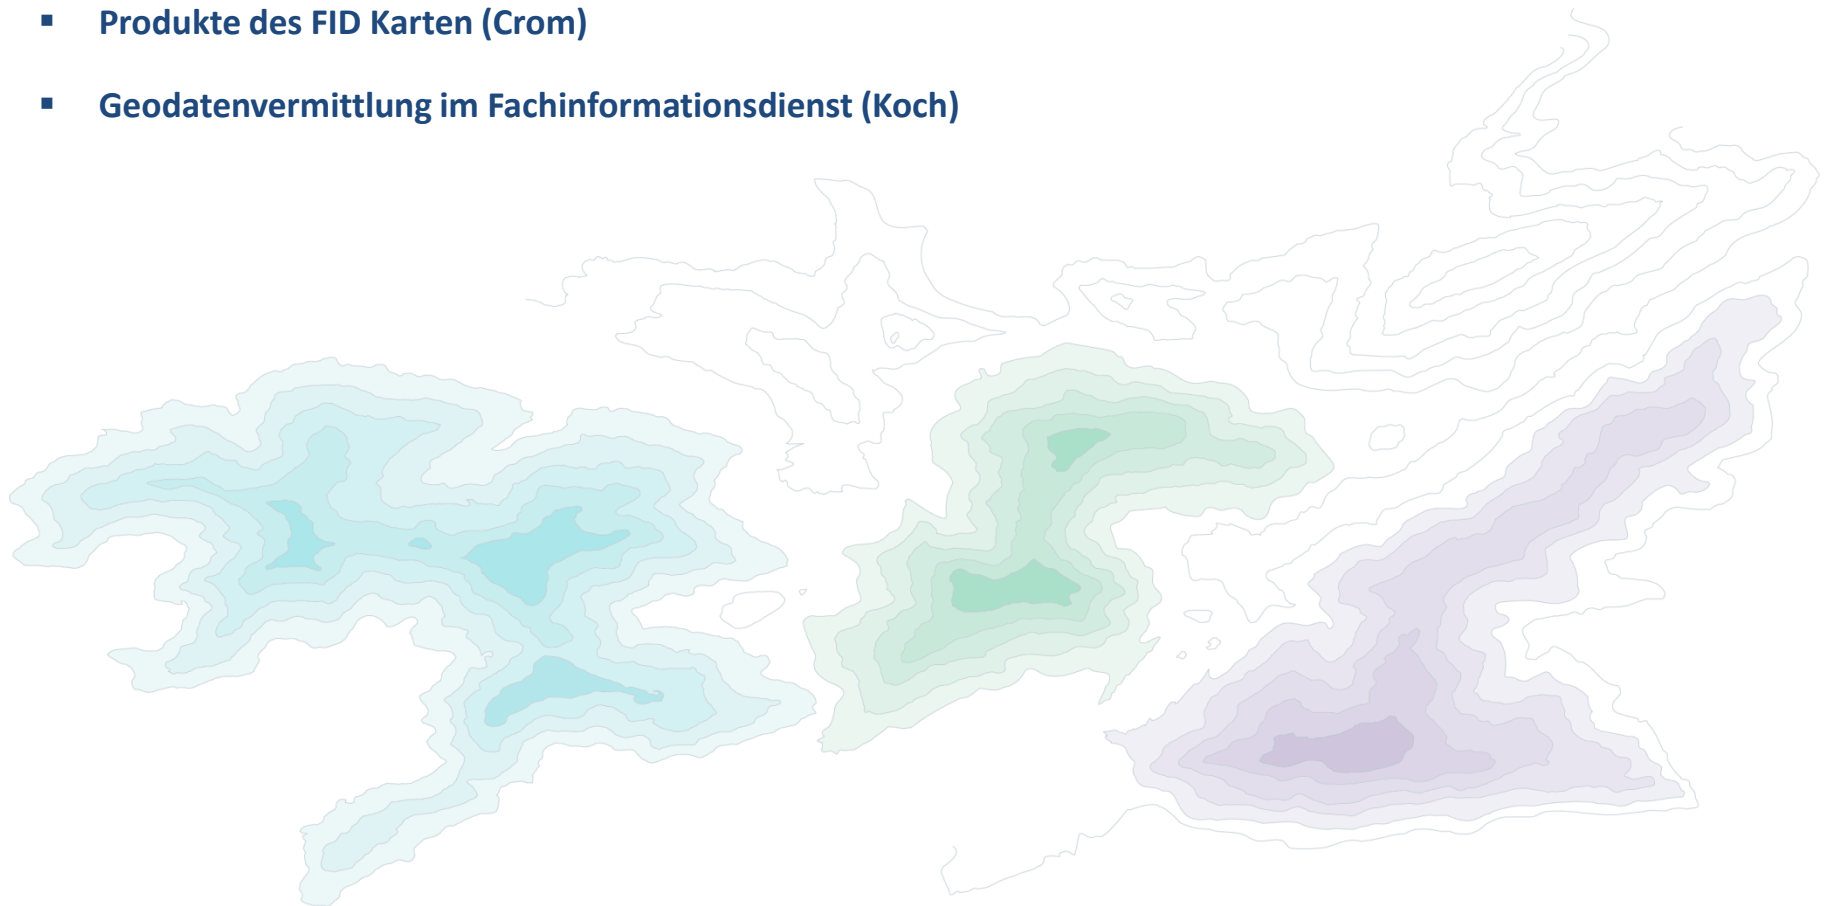 ▪ Produkte des FID Karten (Crom)
▪ Geodatenvermittlung im Fachinformationsdienst (Koch)